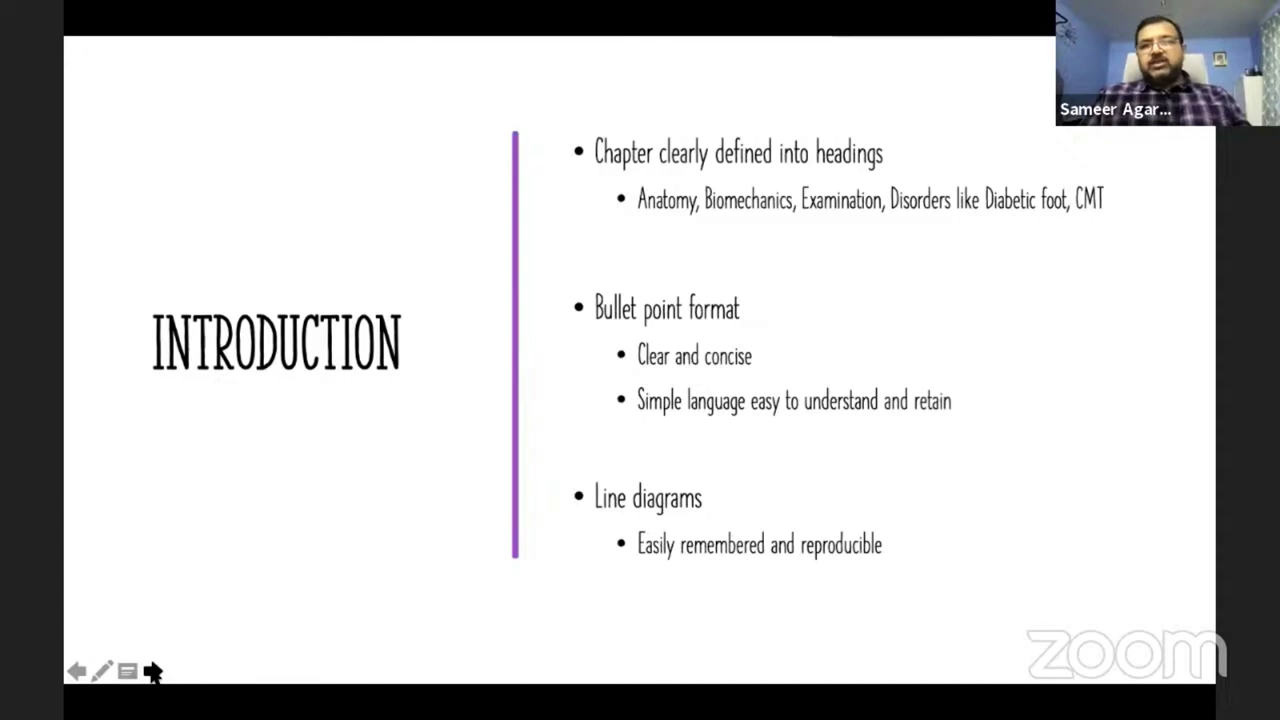 Sameer Agar...
INTRODUCTION
• Chapter clearly defined into headings
• Anatomy, Biomechanics, Examination, Disorders like Diabetic foot, CMT
• Bullet point format
• Clear and concise
• Simple language easy to understand and retain
• Line diagrams
• Easily remembered and reproducible
zoom